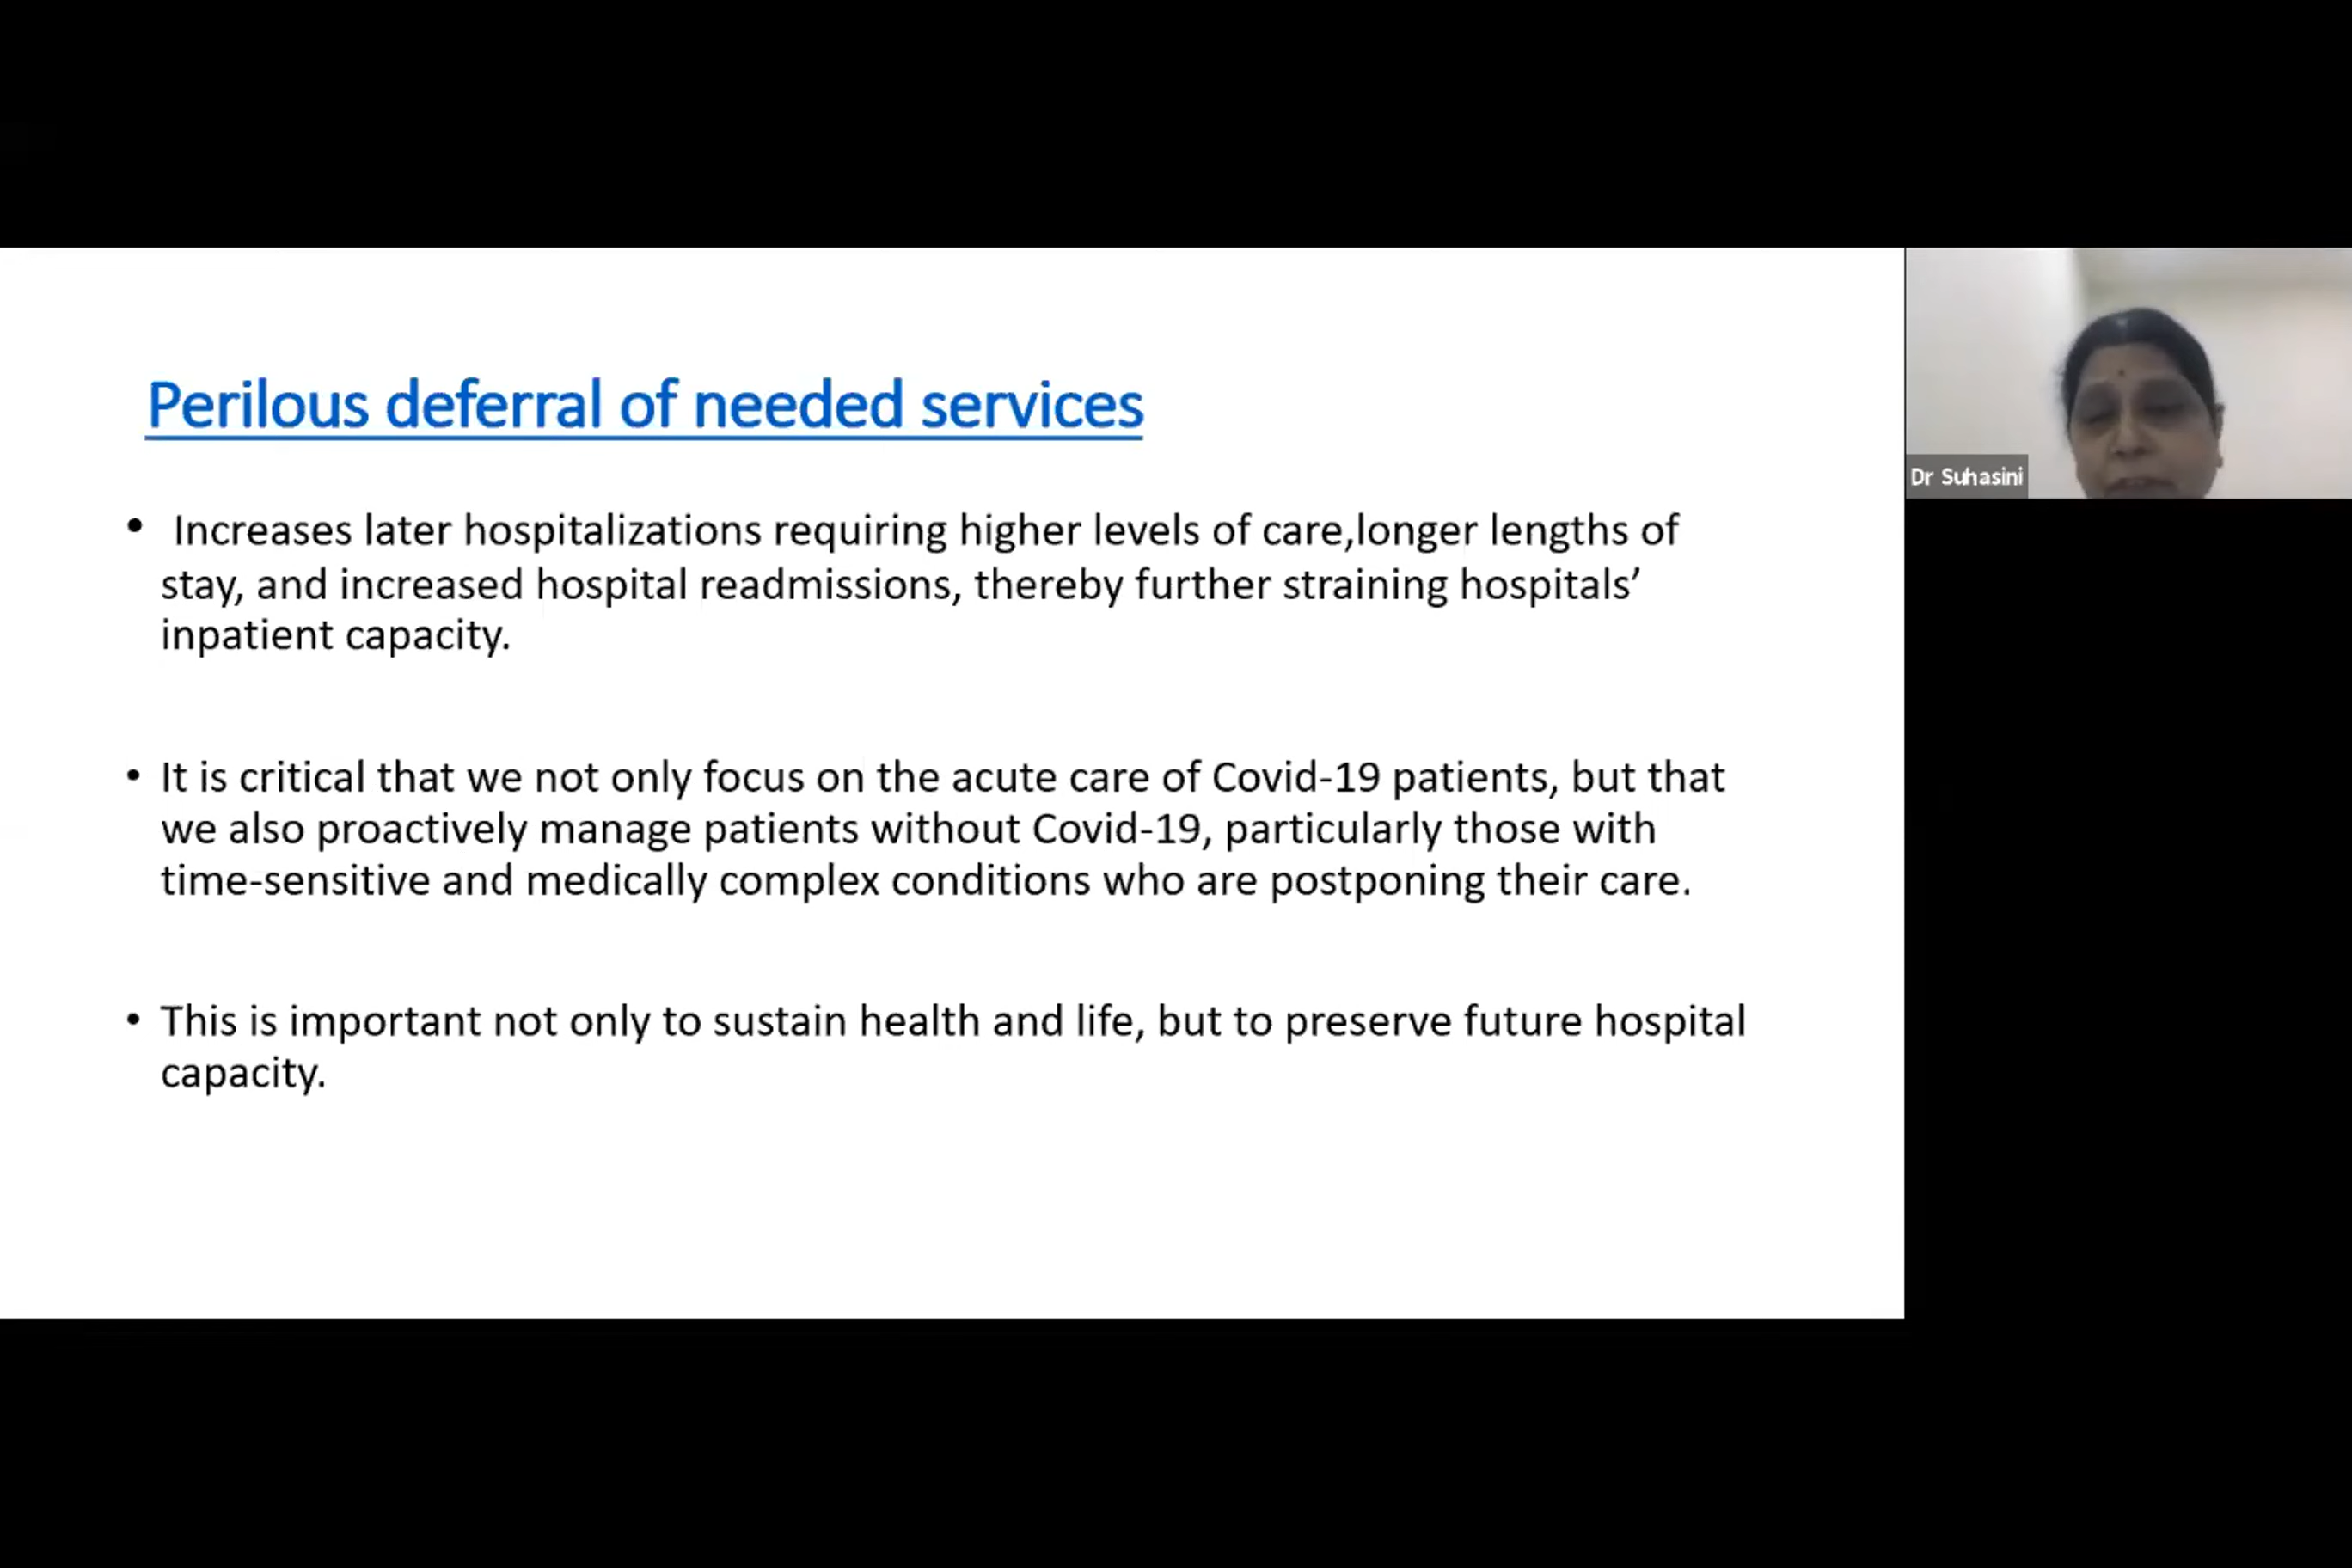 Perilous deferral of needed services
• Increases later hospitalizations requiring higher levels of care,longer lengths of
stay, and increased hospital readmissions, thereby further straining hospitals’
inpatient capacity.
• It is critical that we not only focus on the acute care of Covid-19 patients, but that
we also proactively manage patients without Covid-19, particularly those with
time-sensitive and medically complex conditions who are postponing their care.
• This is important not only to sustain health and life, but to preserve future hospital
capacity.
Dr Suhasini